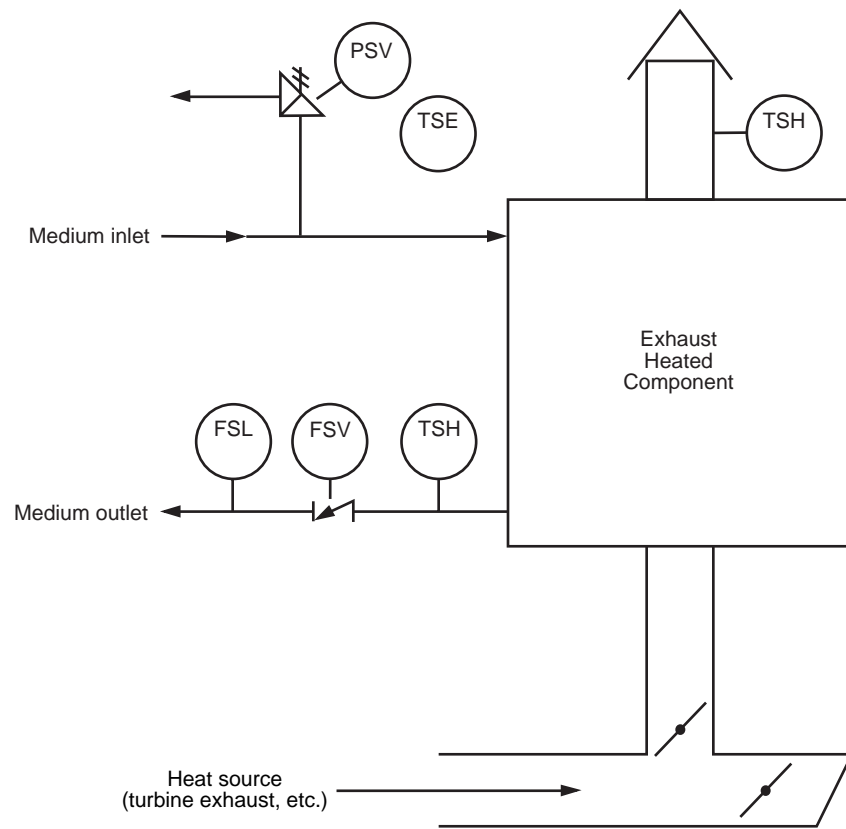 PSV
TSE
TSH
Medium inlet
Exhaust
Heated
Component
FSL
FSV
TSH
Medium outlet
Heat source
(turbine exhaust, etc.)